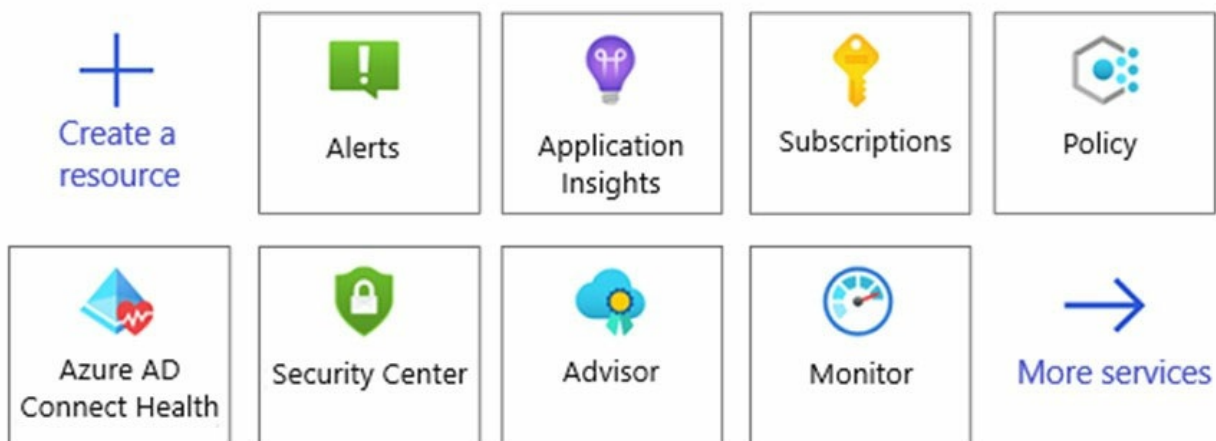 Create a
resource
Alerts
Application
Insights
Subscriptions
Policy
Azure AD
Connect Health
Security Center
Advisor
Monitor
More services